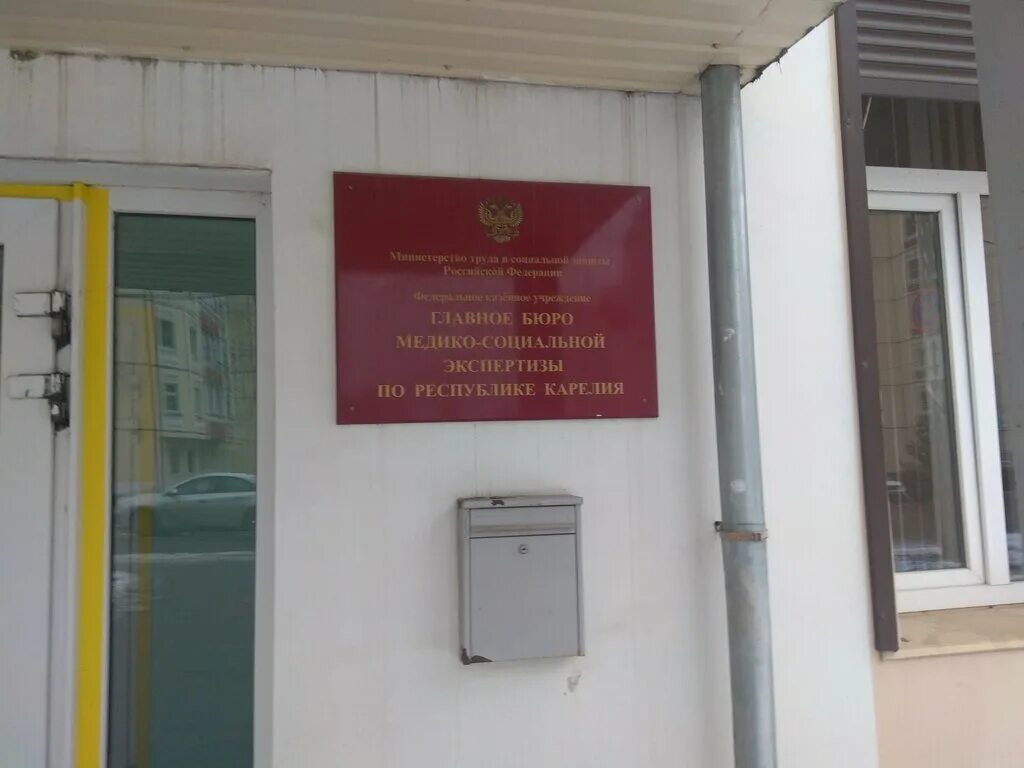 Министерство труда и социальной защиты
Российской Федерации
Федеральное казённое учреждение
ГЛАВНОЕ БЮРО
МЕДИКО-СОЦИАЛЬНОЙ
ЭКСПЕРТИЗЫ
ПО РЕСПУБЛИКЕ КАРЕЛИЯ